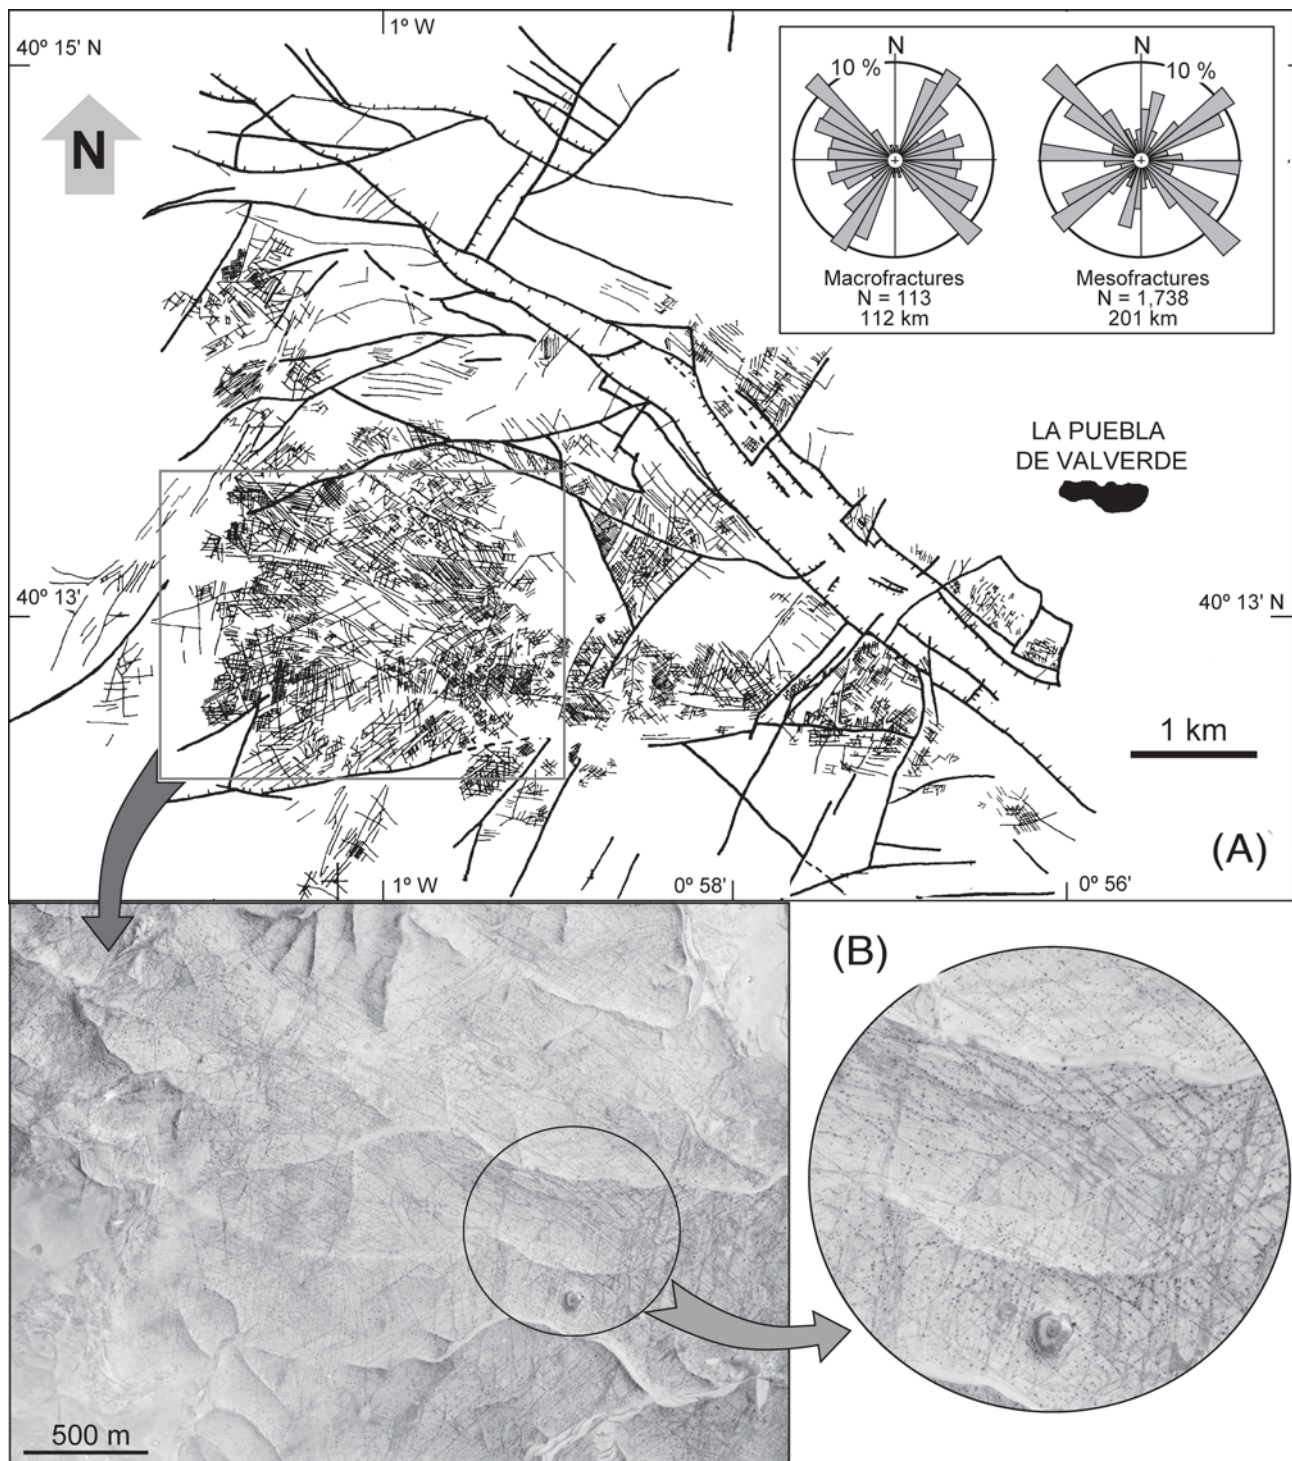 1º W
40º 15' N
N
N
10 %
N
10 %
Macrofractures
N = 113
112 km
Mesofractures
N = 1,738
201 km
LA PUEBLA
DE VALVERDE
40º 13'
40º 13' N
1 km
(A)
1º W
0º 58'
0º 56'
(B)
500 m